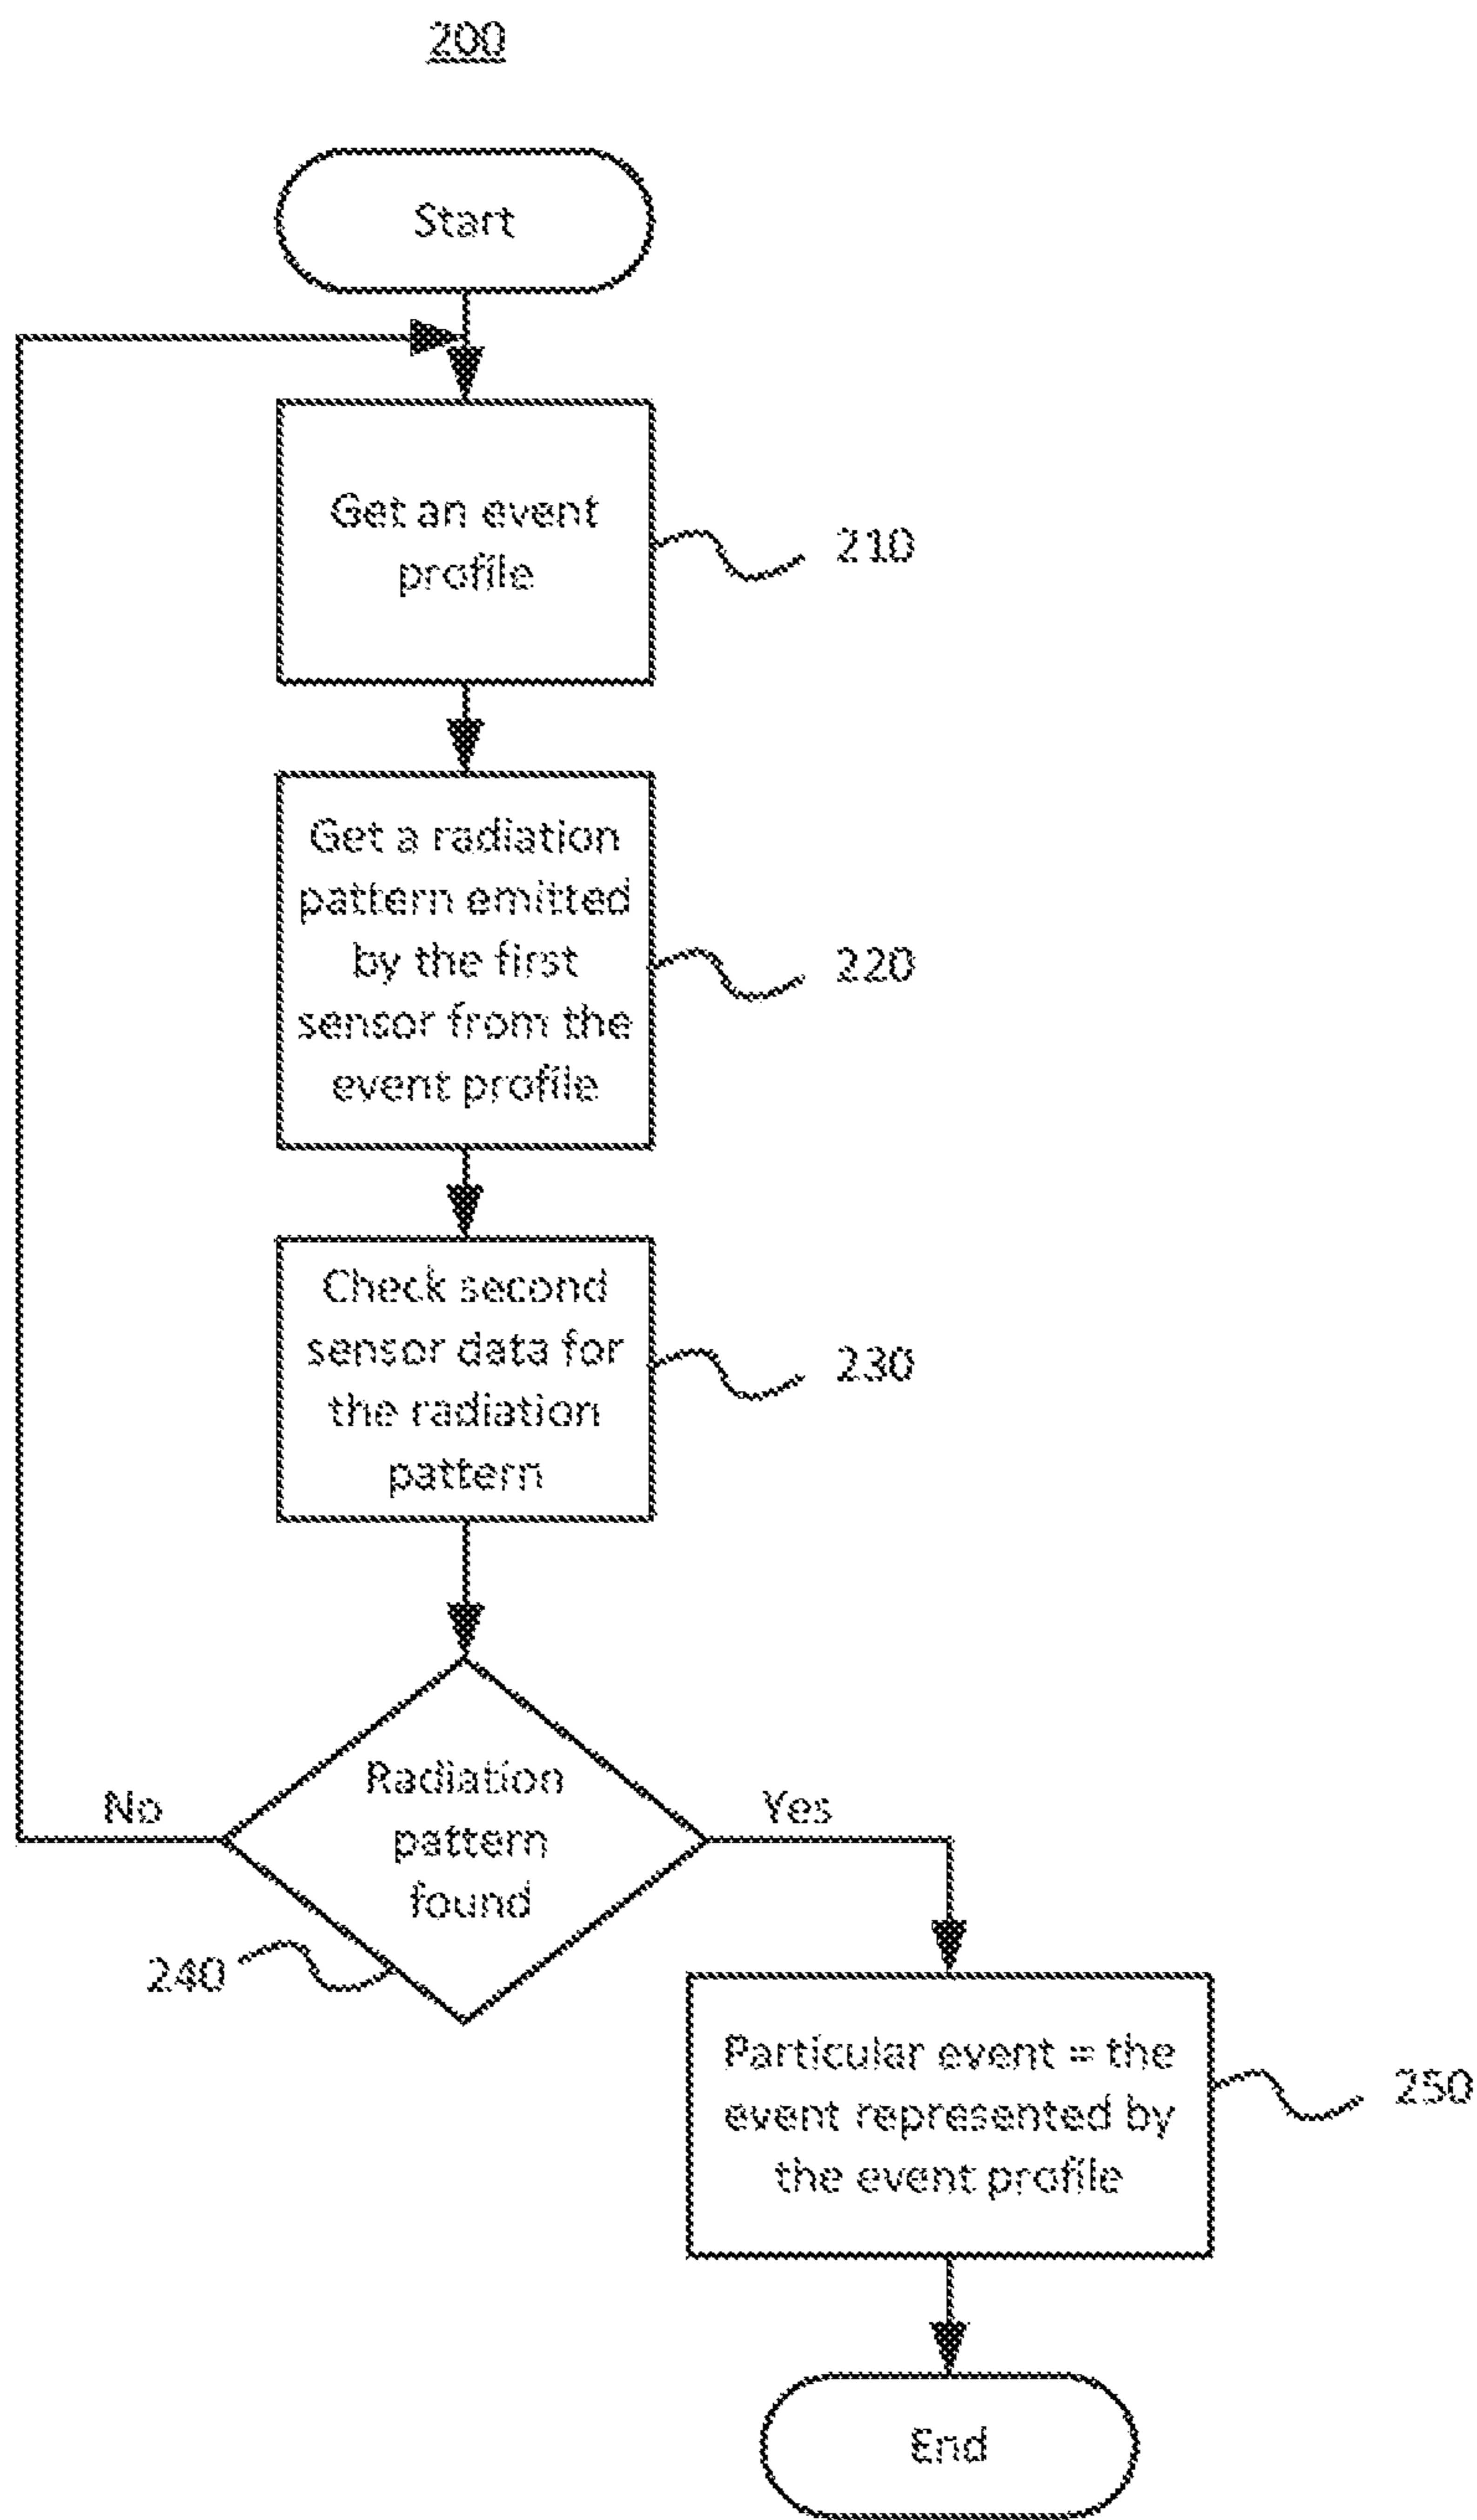 200
Start
Get an event
profile
210
Get a radiation
pattern emitted
by the first
sensor from the
event profile
220
Check second
sensor data for
the radiation
pattern
230
Radiation
pattern
found
No
Yes
240
Particular event = the
event represented by
the event profile
250
End